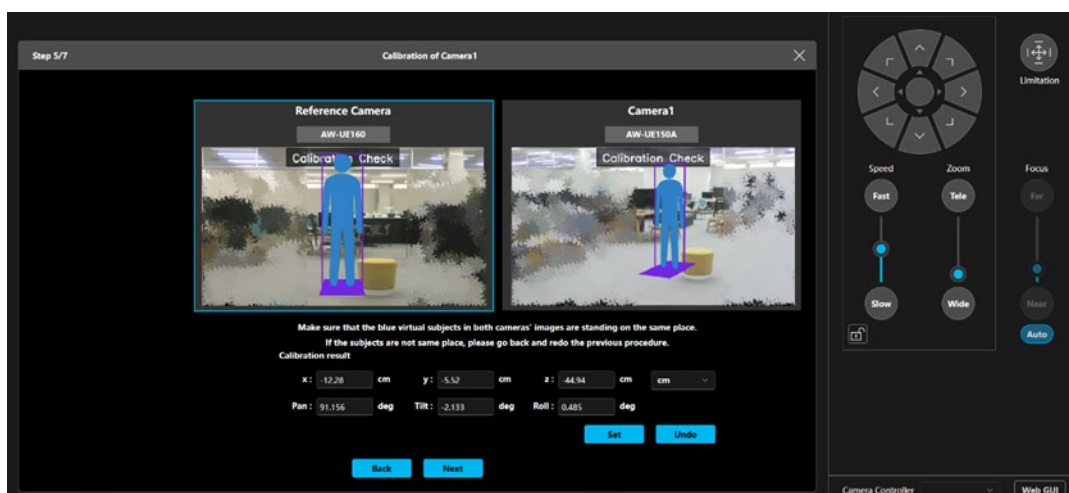 Step 5/7
Calibration of Camera1
Reference Camera
AW-UE160
Calibration Check
Camera1
AW-UE150A
Calibration Check
Make sure that the blue virtual subjects in both cameras' images are standing on the same place.
If the subjects are not same place, please go back and redo the previous procedure.
Calibration result
x : -12.28 cm y : -5.52 cm z : -44.94 cm cm
Pan : 91.156 deg Tilt : -2.133 deg Roll : 0.485 deg
Set Undo
Back Next
Limitation
Speed Zoom Focus
Fast Tele Far
Slow Wide Near
Auto
Camera Controller Web GUI